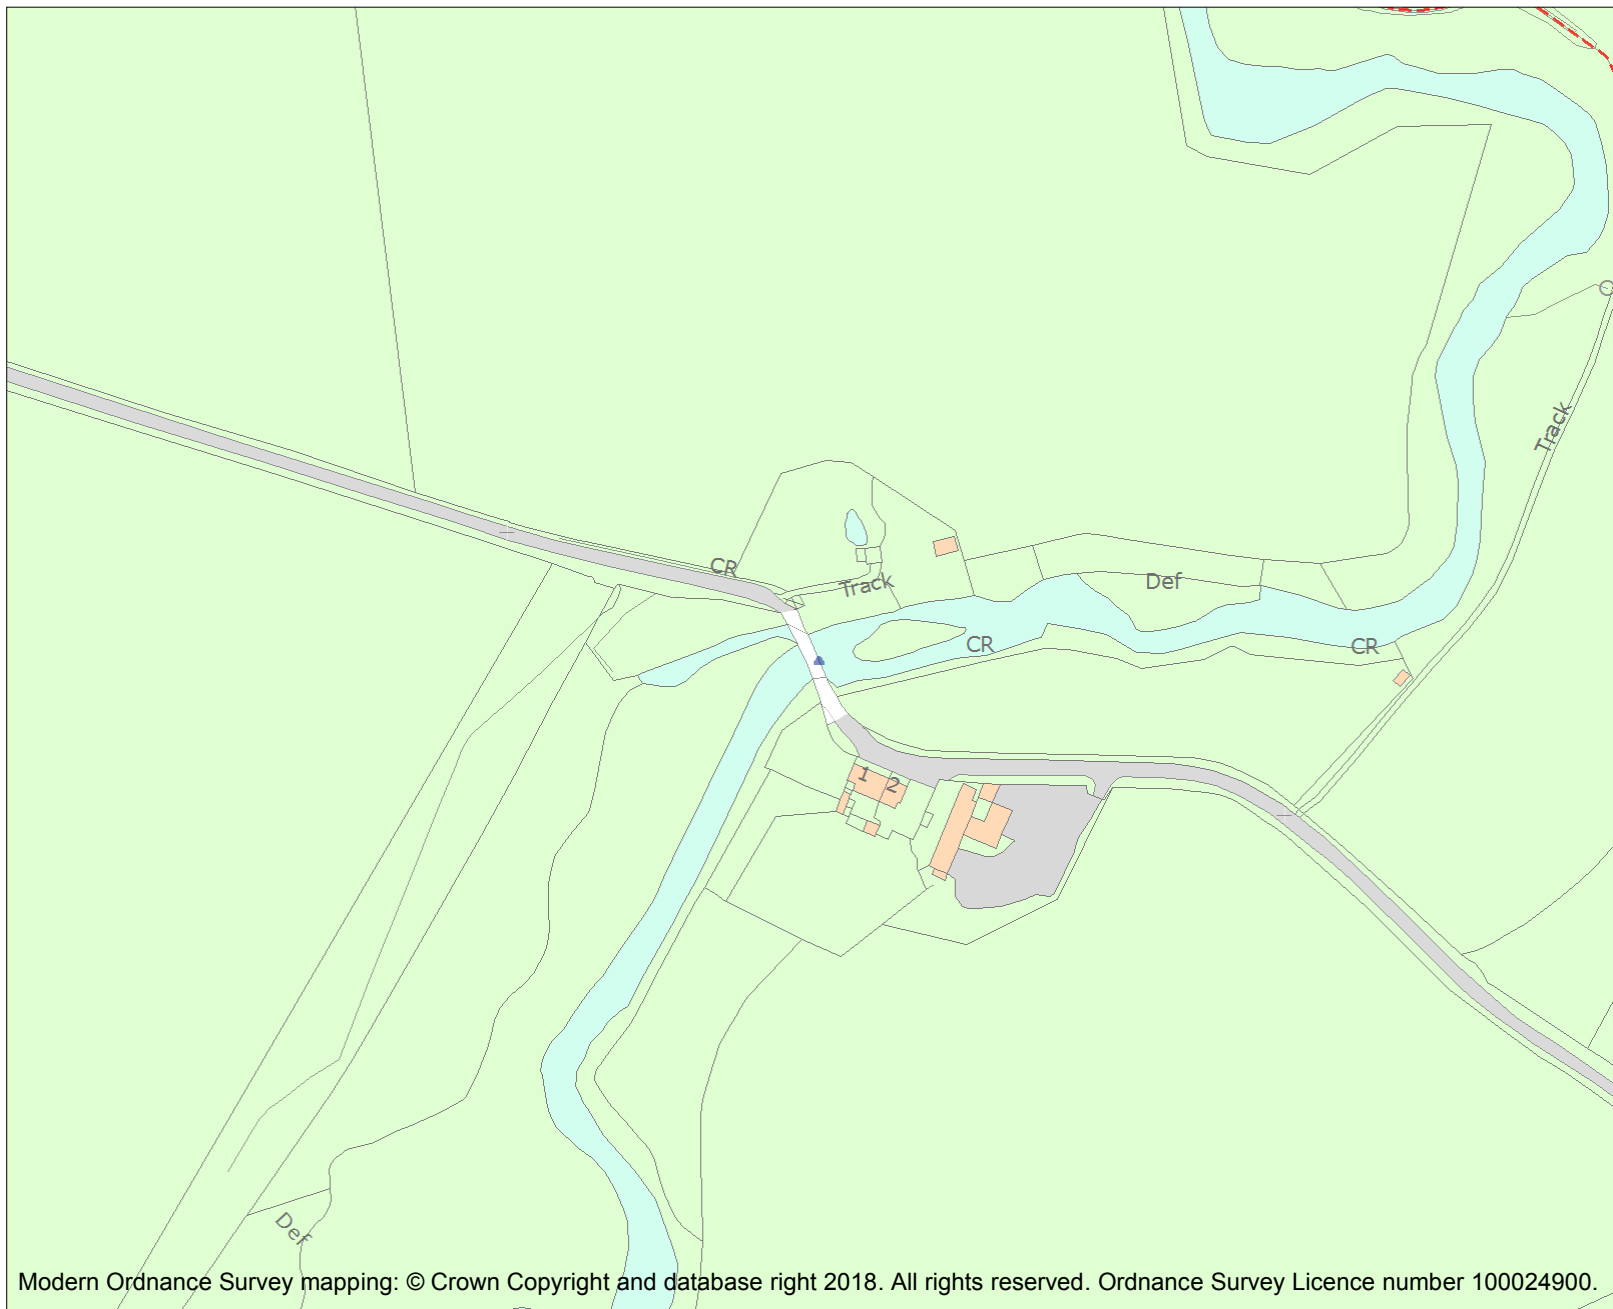 Track
CR
Track
Def
CR
CR
1
2
Def
Modern Ordnance Survey mapping: © Crown Copyright and database right 2018. All rights reserved. Ordnance Survey Licence number 100024900.